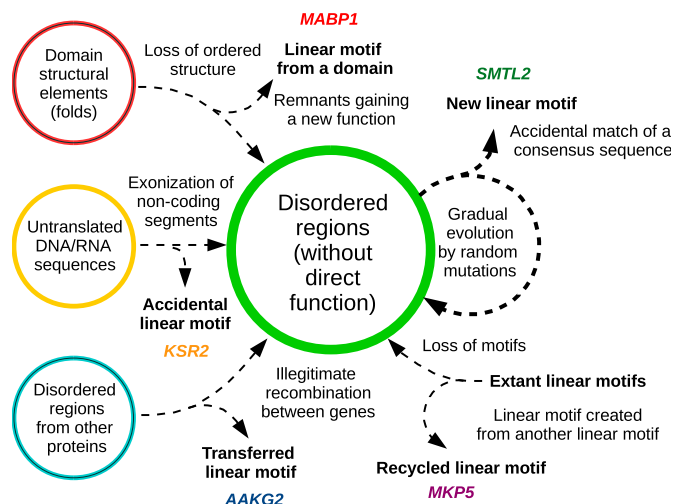 MABP1
Domain
structural
elements
(folds)
Loss of ordered
structure
Linear motif
from a domain
Remnants gaining
a new function
SMTL2
New linear motif
Accidental match of a
consensus sequence
Untranslated
DNA/RNA
sequences
Exonization of
non-coding
segments
Accidental
linear motif
KSR2
Disordered
regions
(without
direct
function)
Gradual
evolution
by random
mutations
Disordered
regions
from other
proteins
Illegitimate
recombination
between genes
Transferred
linear motif
AAKG2
Loss of motifs
Extant linear motifs
Linear motif created
from another linear motif
Recycled linear motif
MKP5